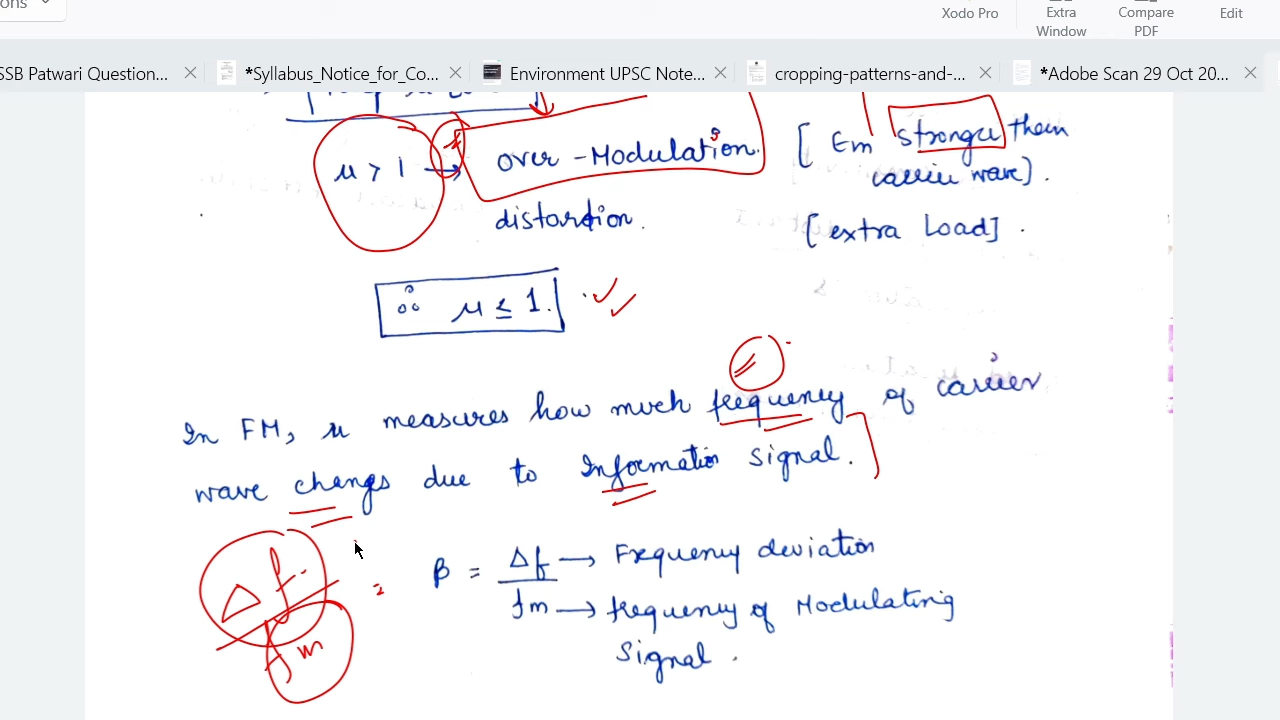 ons
Xodo Pro
Extra Window
Compare PDF
Edit
SSB Patwari Question...
*Syllabus_Notice_for_Co...
Environment UPSC Note...
cropping-patterns-and-...
*Adobe Scan 29 Oct 20...
μ > 1 → over-Modulation.
[ Em stronger than
carrier wave].
distortion.
[extra Load].
∴ μ ≤ 1.
In FM, μ measures how much frequency of carrier
wave changes due to Information signal.
Δf / fm =
β = Δf → Frequency deviation
fm → frequency of Modulating
signal.